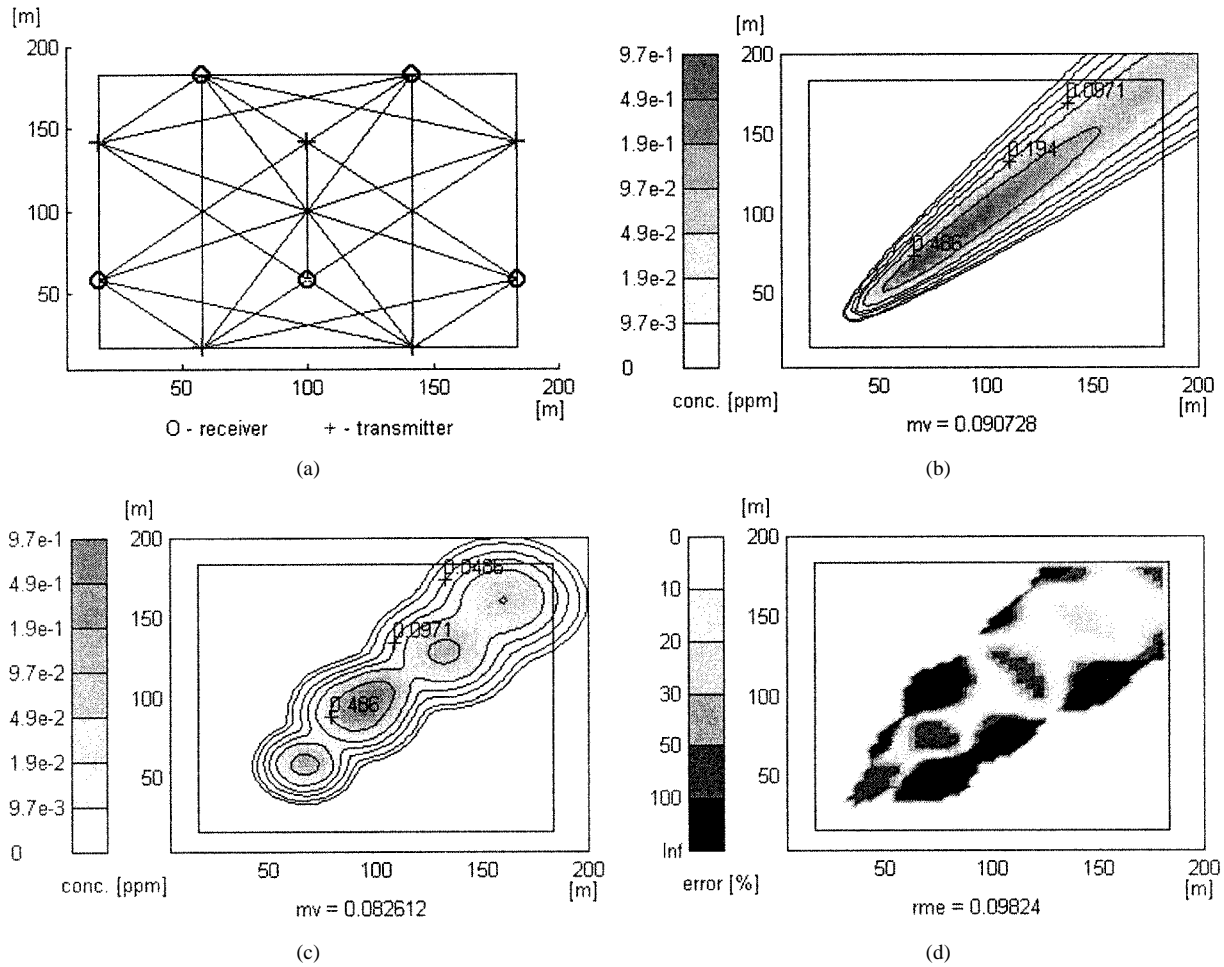 [m]
200
150
100
50
50
100
150
200
[m]
O - receiver
+ - transmitter
(a)
[m]
9.7e-1
4.9e-1
1.9e-1
9.7e-2
4.9e-2
1.9e-2
9.7e-3
0
conc. [ppm]
200
150
100
50
0.0971
0.194
0.486
50
100
150
200
[m]
mv = 0.090728
(b)
[m]
9.7e-1
4.9e-1
1.9e-1
9.7e-2
4.9e-2
1.9e-2
9.7e-3
0
conc. [ppm]
200
150
100
50
0.0486
0.0971
0.486
50
100
150
200
[m]
mv = 0.082612
(c)
[m]
0
10
20
30
50
100
Inf
error [%]
200
150
100
50
50
100
150
200
[m]
rme = 0.09824
(d)